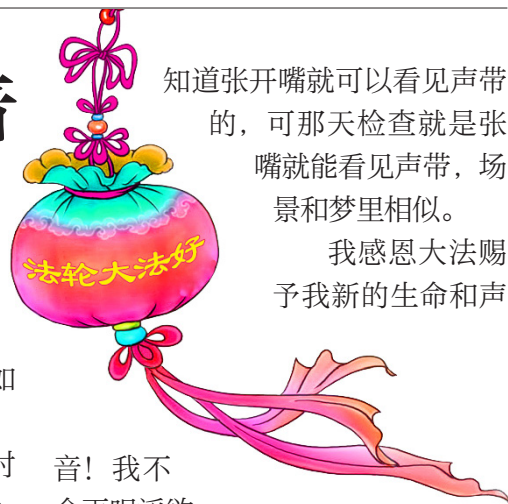 音
知道张开嘴就可以看见声带
的，可那天检查就是张
嘴就能看见声带，场
景和梦里相似。
我感恩大法赐
予我新的生命和声
音！我不
法轮大法好
如
时